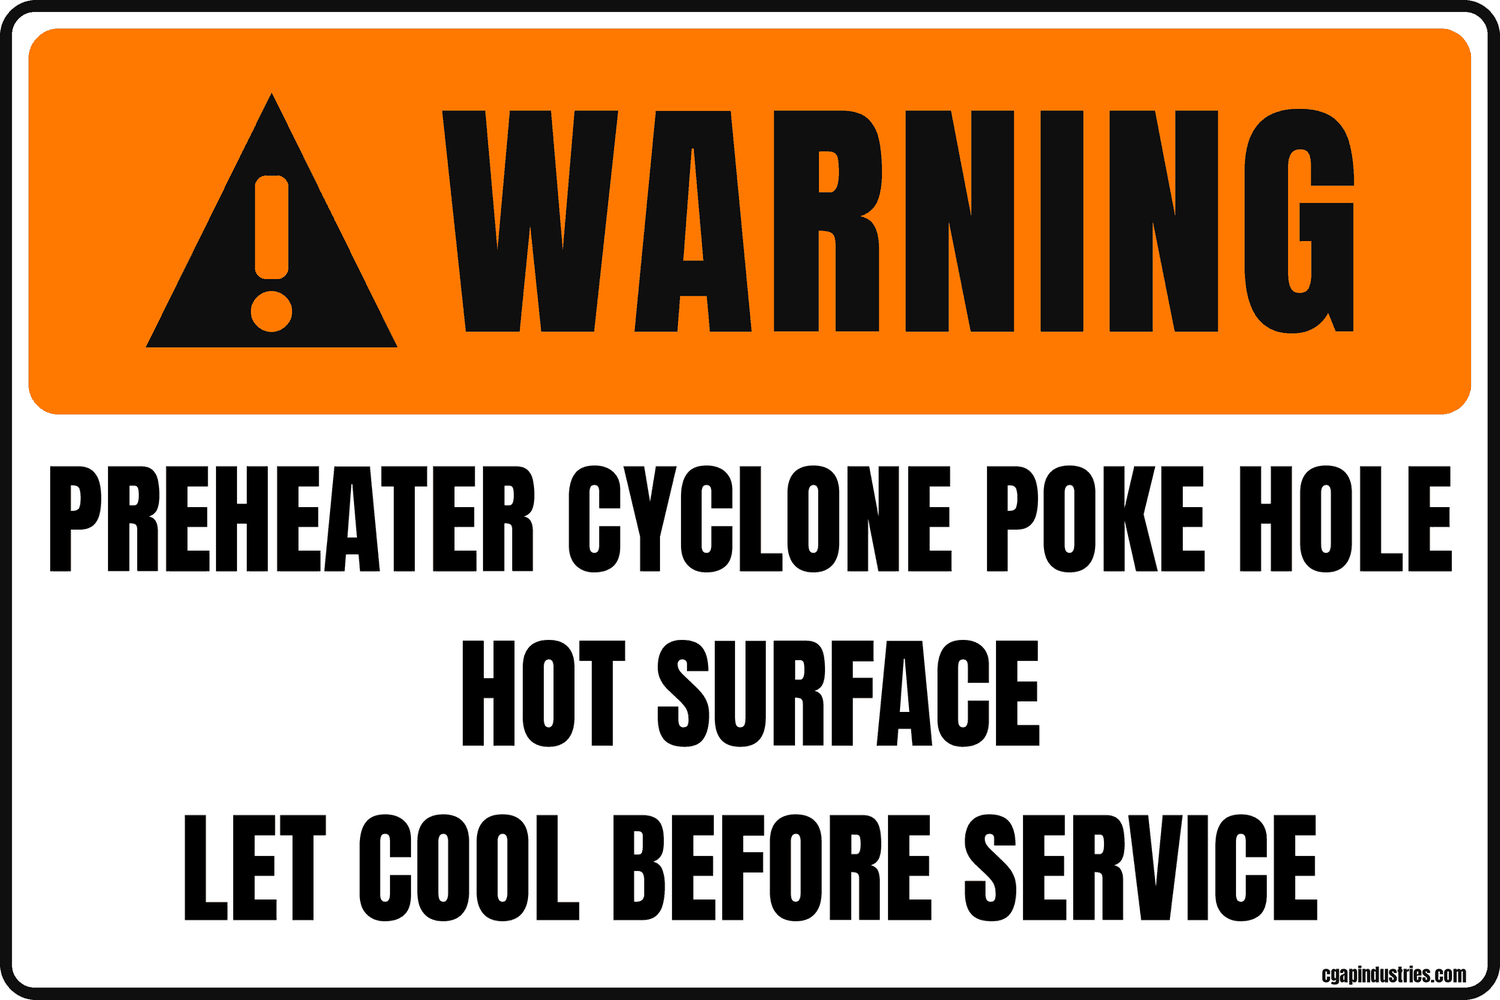 WARNING
PREHEATER CYCLONE POKE HOLE
HOT SURFACE
LET COOL BEFORE SERVICE
cgapindustries.com